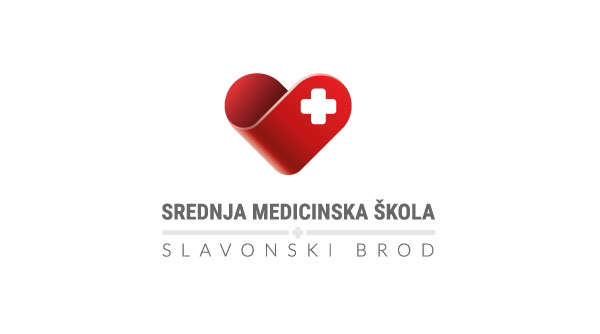 SREDNJA MEDICINSKA ŠKOLA
SLAVONSKI BROD